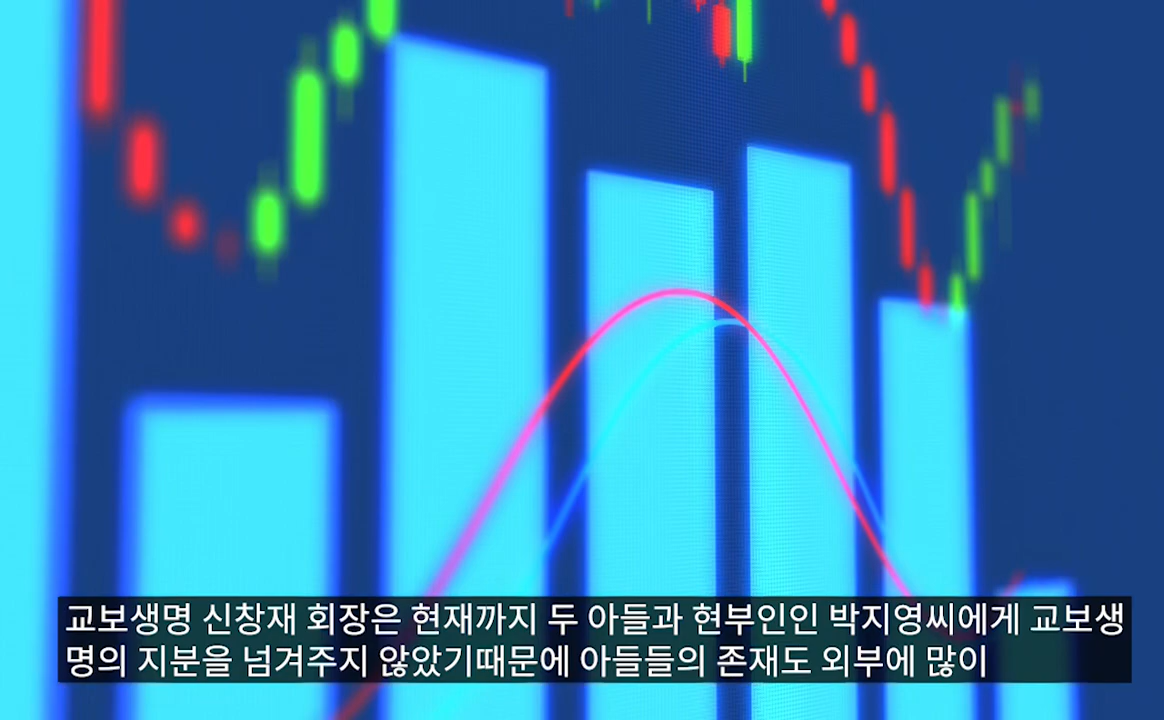 교보생명 신창재 회장은 현재까지 두 아들과 현부인인 박지영씨에게 교보생
명의 지분을 넘겨주지 않았기때문에 아들들의 존재도 외부에 많이